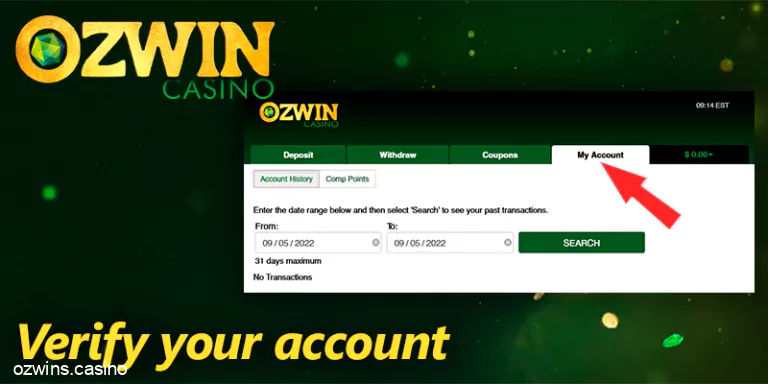 OZWIN
CASINO
OZWIN
CASINO
09:14 EST
Deposit
Withdraw
Coupons
My Account
$ 0.00
Account History
Comp Points
Enter the date range below and then select 'Search' to see your past transactions.
From:
To:
09 / 05 / 2022
09 / 05 / 2022
SEARCH
31 days maximum
No Transactions
Verify your account
ozwins.casino